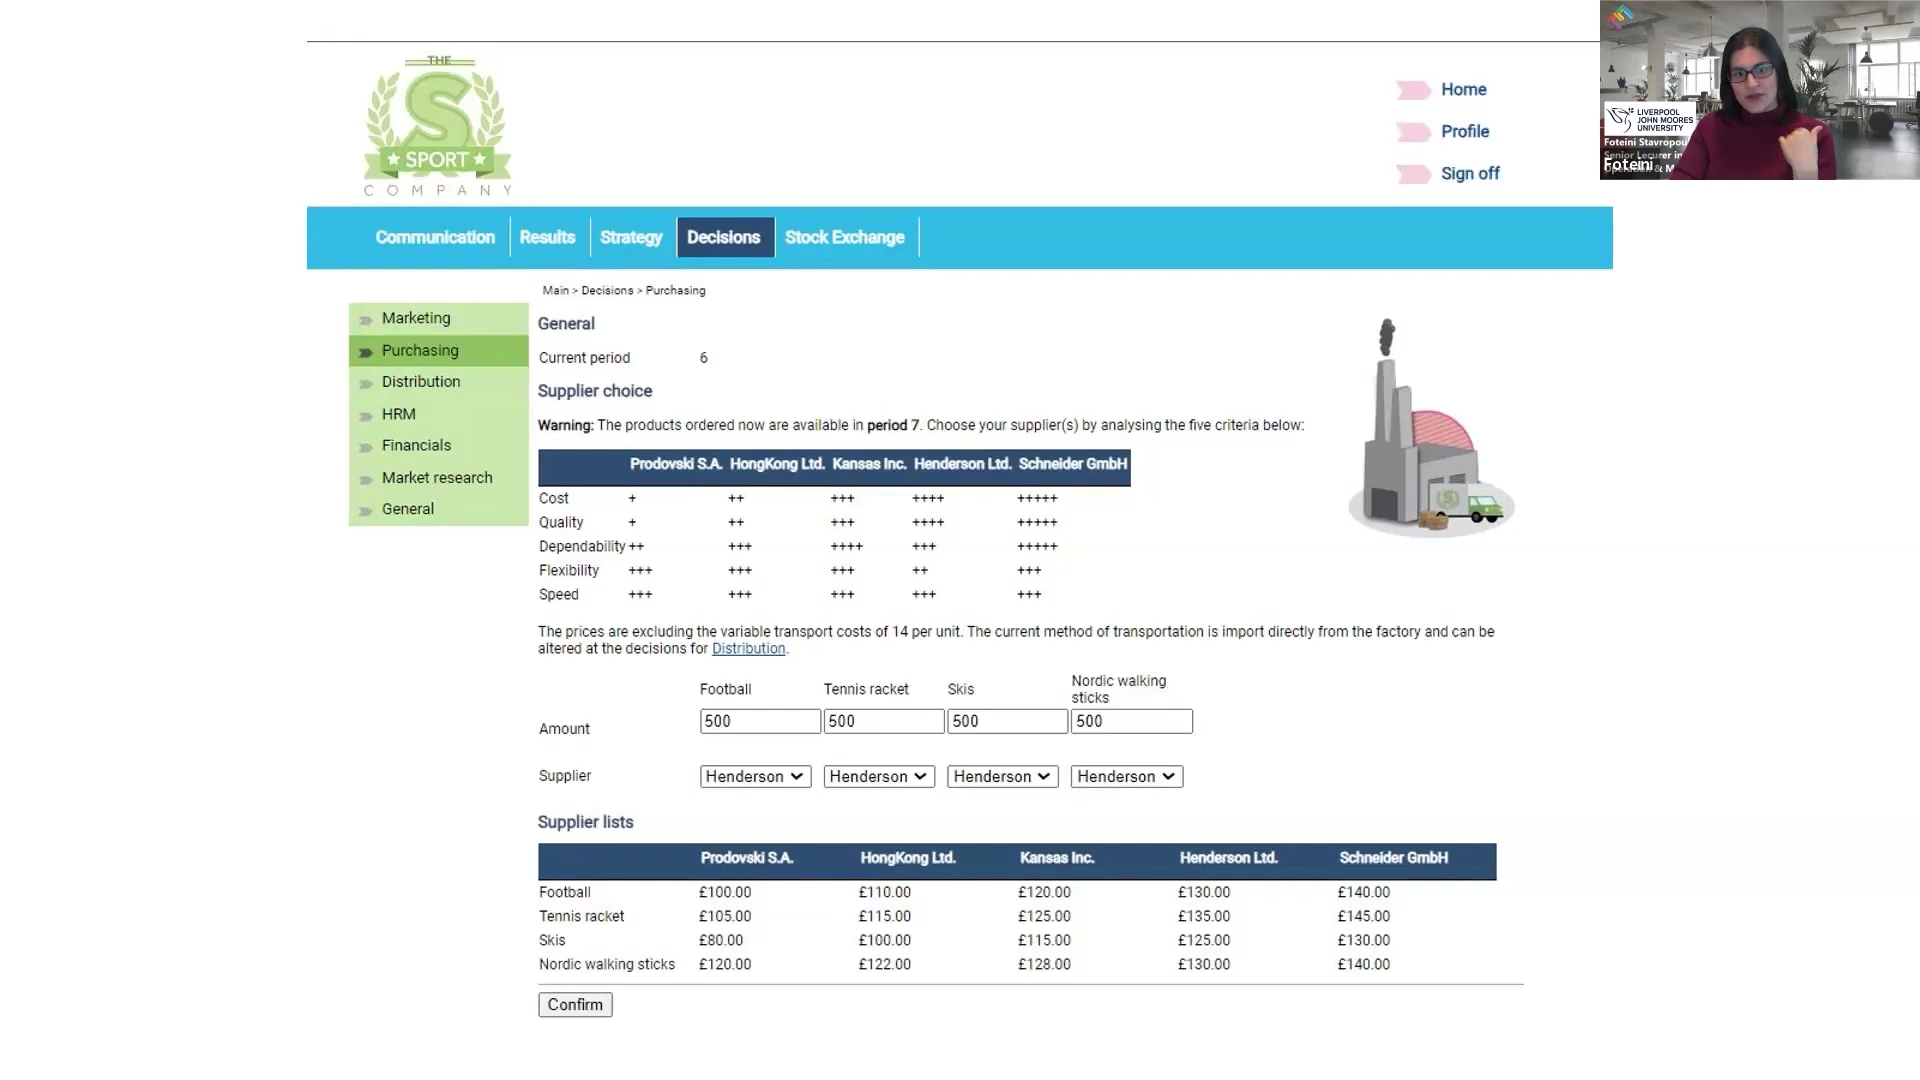 THE
S
SPORT
COMPANY
Home
Profile
Sign off
LIVERPOOL
JOHN MOORES
UNIVERSITY
Foteini
Communication
Results
Strategy
Decisions
Stock Exchange
Main > Decisions > Purchasing
Marketing
Purchasing
Distribution
HRM
Financials
Market research
General
General
Current period 6
Supplier choice
Warning: The products ordered now are available in period 7. Choose your supplier(s) by analysing the five criteria below:
Prodovski S.A. HongKong Ltd. Kansas Inc. Henderson Ltd. Schneider GmbH
Cost + ++ +++ ++++ +++++
Quality + ++ +++ ++++ +++++
Dependability ++ +++ ++++ +++ +++++
Flexibility +++ +++ +++ ++ +++
Speed +++ +++ +++ +++ +++
The prices are excluding the variable transport costs of 14 per unit. The current method of transportation is import directly from the factory and can be
altered at the decisions for Distribution.
Football Tennis racket Skis Nordic walking
sticks
Amount 500 500 500 500
Supplier Henderson Henderson Henderson Henderson
Supplier lists
Prodovski S.A. HongKong Ltd. Kansas Inc. Henderson Ltd. Schneider GmbH
Football £100.00 £110.00 £120.00 £130.00 £140.00
Tennis racket £105.00 £115.00 £125.00 £135.00 £145.00
Skis £80.00 £100.00 £115.00 £125.00 £130.00
Nordic walking sticks £120.00 £122.00 £128.00 £130.00 £140.00
Confirm